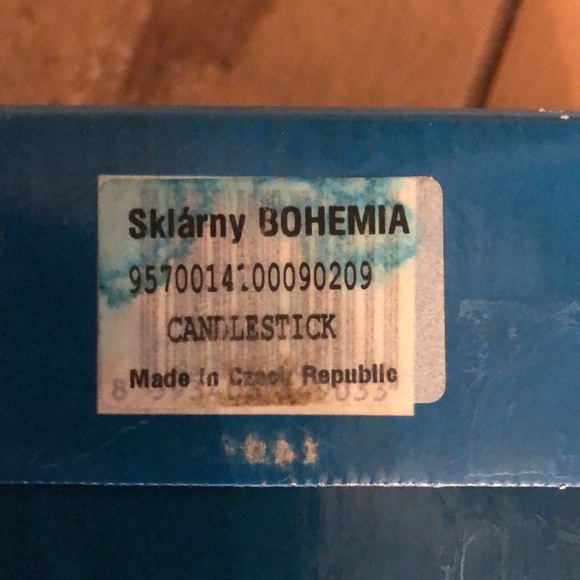 Sklárny BOHEMIA
9570014100090209
CANDLESTICK
Made in Czech Republic